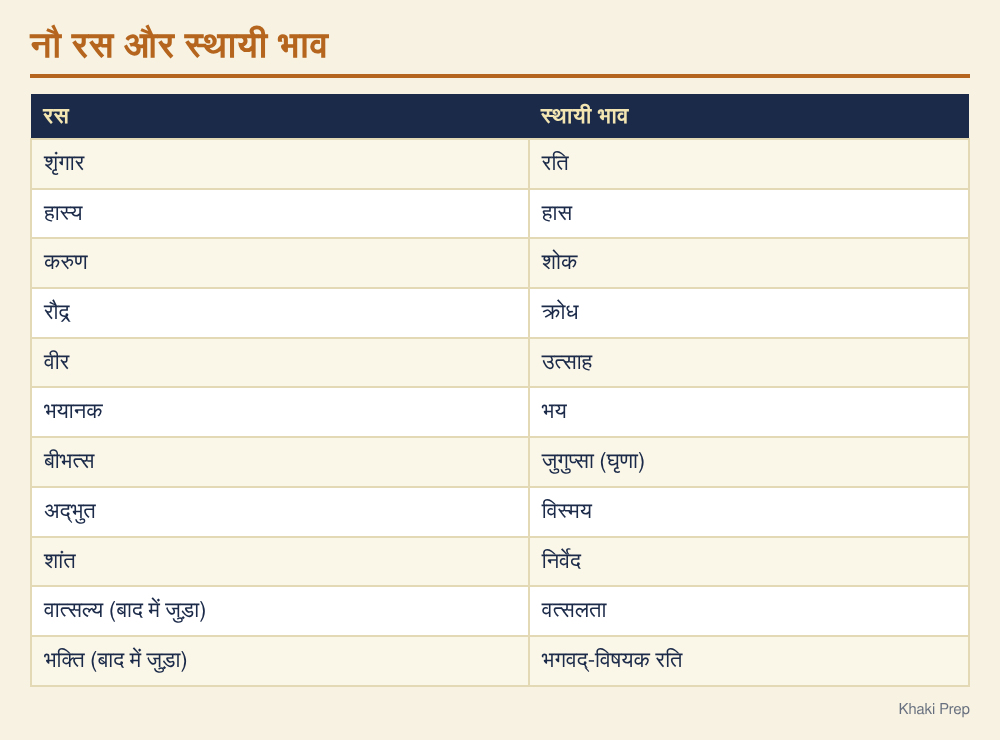 नौ रस और स्थायी भाव
रस स्थायी भाव
शृंगार रति
हास्य हास
करुण शोक
रौद्र क्रोध
वीर उत्साह
भयानक भय
बीभत्स जुगुप्सा (घृणा)
अद्‌भुत विस्मय
शांत निर्वेद
वात्सल्य (बाद में जुड़ा) वत्सलता
भक्ति (बाद में जुड़ा) भगवद्-विषयक रति
Khaki Prep